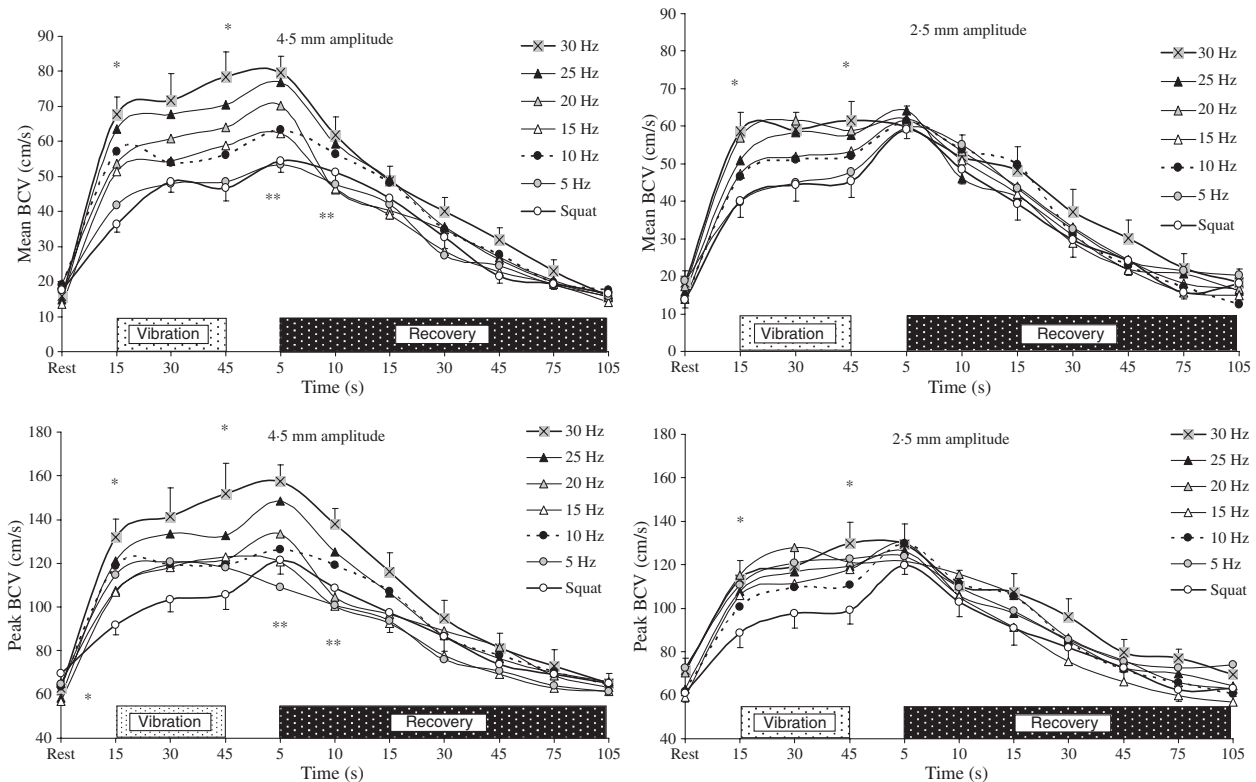 4·5 mm amplitude
*
*
90
80
70
60
50
40
30
20
10
0
Mean BCV (cm/s)
30 Hz
25 Hz
20 Hz
15 Hz
10 Hz
5 Hz
Squat
**
**
Vibration
Recovery
Rest 15 30 45 5 10 15 30 45 75 105
Time (s)
2·5 mm amplitude
*
*
90
80
70
60
50
40
30
20
10
0
Mean BCV (cm/s)
30 Hz
25 Hz
20 Hz
15 Hz
10 Hz
5 Hz
Squat
Vibration
Recovery
Rest 15 30 45 5 10 15 30 45 75 105
Time (s)
4·5 mm amplitude
*
*
180
160
140
120
100
80
60
40
Peak BCV (cm/s)
30 Hz
25 Hz
20 Hz
15 Hz
10 Hz
5 Hz
Squat
**
**
*
Vibration
Recovery
Rest 15 30 45 5 10 15 30 45 75 105
Time (s)
2·5 mm amplitude
*
*
180
160
140
120
100
80
60
40
Peak BCV (cm/s)
30 Hz
25 Hz
20 Hz
15 Hz
10 Hz
5 Hz
Squat
Vibration
Recovery
Rest 15 30 45 5 10 15 30 45 75 105
Time (s)